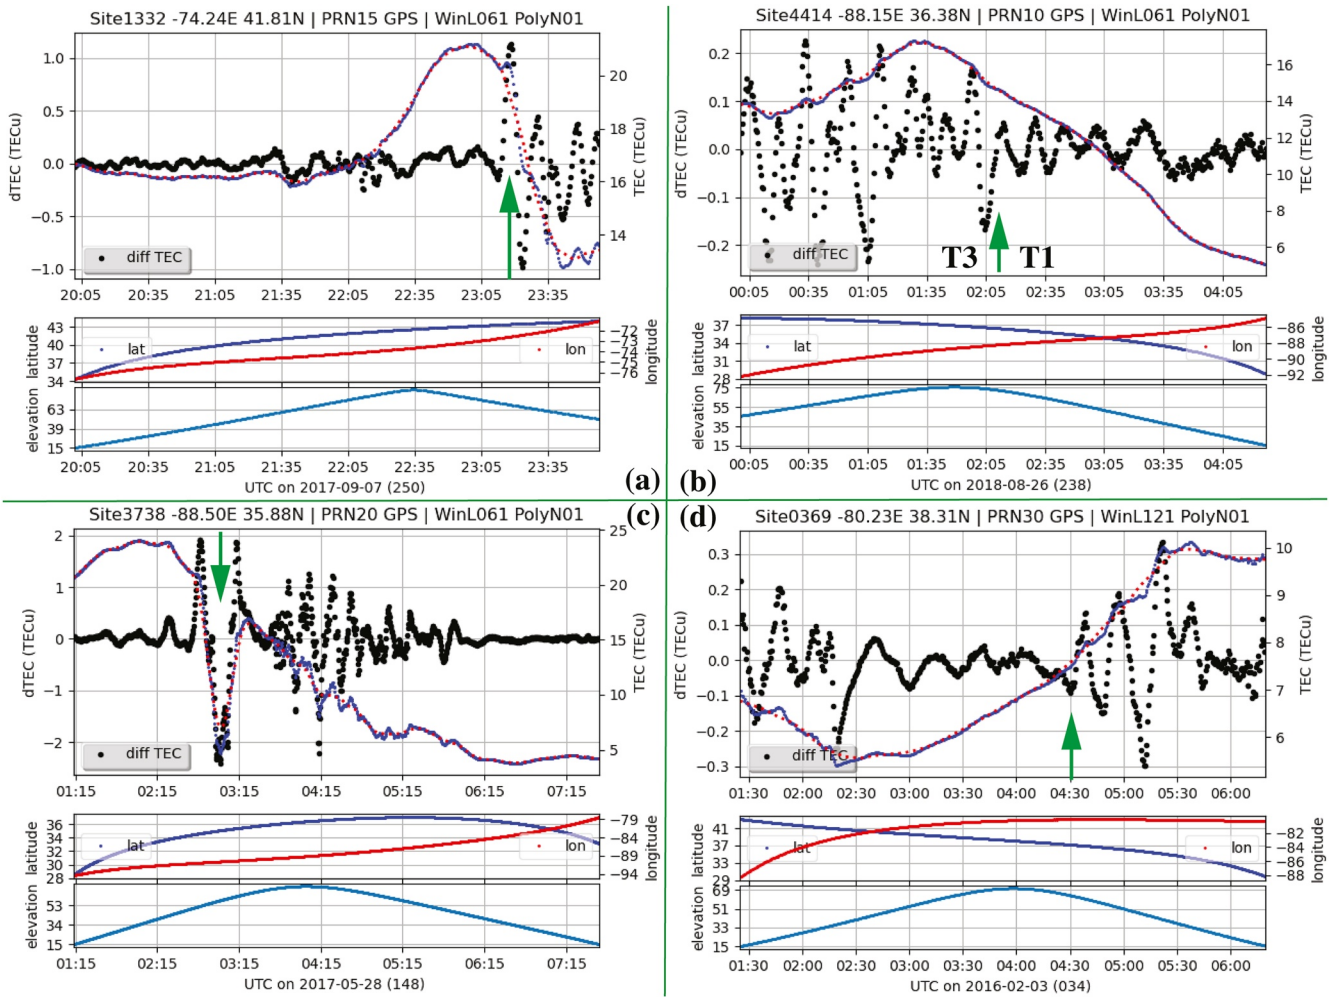 Site1332 -74.24E 41.81N | PRN15 GPS | WinL061 PolyN01
1.0
0.5
0.0
−0.5
−1.0
dTEC (TECu)
20
18
16
14
TEC (TECu)
diff TEC
20:05 20:35 21:05 21:35 22:05 22:35 23:05 23:35
43
40
37
34
latitude
lat
lon
−72
−73
−74
−75
−76
longitude
63
39
15
elevation
20:05 20:35 21:05 21:35 22:05 22:35 23:05 23:35
UTC on 2017-09-07 (250)
(a)
Site4414 -88.15E 36.38N | PRN10 GPS | WinL061 PolyN01
0.2
0.1
0.0
−0.1
−0.2
dTEC (TECu)
16
14
12
10
8
6
TEC (TECu)
T3 T1
diff TEC
00:05 00:35 01:05 01:35 02:05 02:35 03:05 03:35 04:05
37
34
31
28
latitude
lat
lon
−86
−88
−90
−92
longitude
75
55
35
15
elevation
00:05 00:35 01:05 01:35 02:05 02:35 03:05 03:35 04:05
UTC on 2018-08-26 (238)
(b)
Site3738 -88.50E 35.88N | PRN20 GPS | WinL061 PolyN01
(c)
2
1
0
−1
−2
dTEC (TECu)
25
20
15
10
5
TEC (TECu)
diff TEC
01:15 02:15 03:15 04:15 05:15 06:15 07:15
36
34
32
30
28
latitude
lat
lon
−79
−84
−89
−94
longitude
53
34
15
elevation
01:15 02:15 03:15 04:15 05:15 06:15 07:15
UTC on 2017-05-28 (148)
(d)
Site0369 -80.23E 38.31N | PRN30 GPS | WinL121 PolyN01
0.3
0.2
0.1
0.0
−0.1
−0.2
−0.3
dTEC (TECu)
10
9
8
7
6
TEC (TECu)
diff TEC
01:30 02:00 02:30 03:00 03:30 04:00 04:30 05:00 05:30 06:00
41
37
33
29
latitude
lat
lon
−82
−84
−86
−88
longitude
69
51
33
15
elevation
01:30 02:00 02:30 03:00 03:30 04:00 04:30 05:00 05:30 06:00
UTC on 2016-02-03 (034)